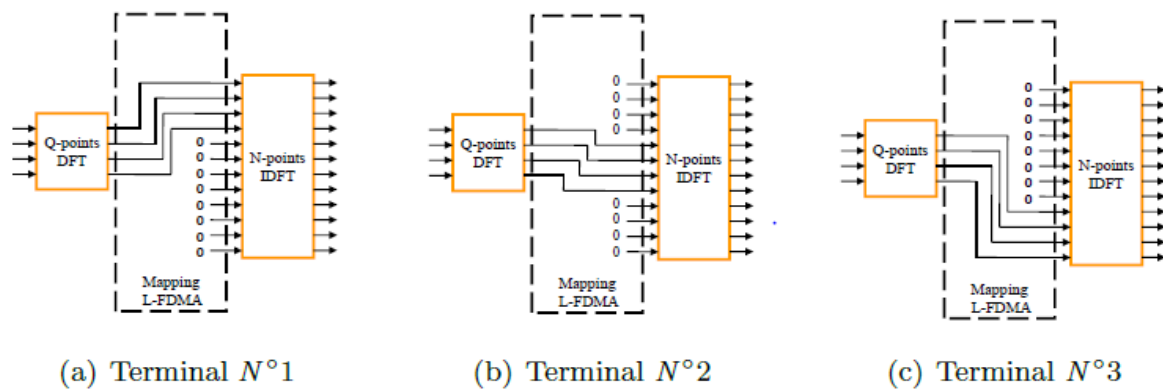 Q-points
DFT
0
0
0
0
0
0
0
0
N-points
IDFT
Mapping
L-FDMA
(a) Terminal N°1
Q-points
DFT
0
0
0
0
0
0
0
0
N-points
IDFT
Mapping
L-FDMA
(b) Terminal N°2
Q-points
DFT
0
0
0
0
0
0
0
0
N-points
IDFT
Mapping
L-FDMA
(c) Terminal N°3